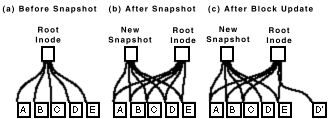 (a) Before Snapshot (b) After Snapshot (c) After Block Update
Root Inode
New Snapshot
Root Inode
New Snapshot
Root Inode
A B C D E
A B C D E
A B C D E D'